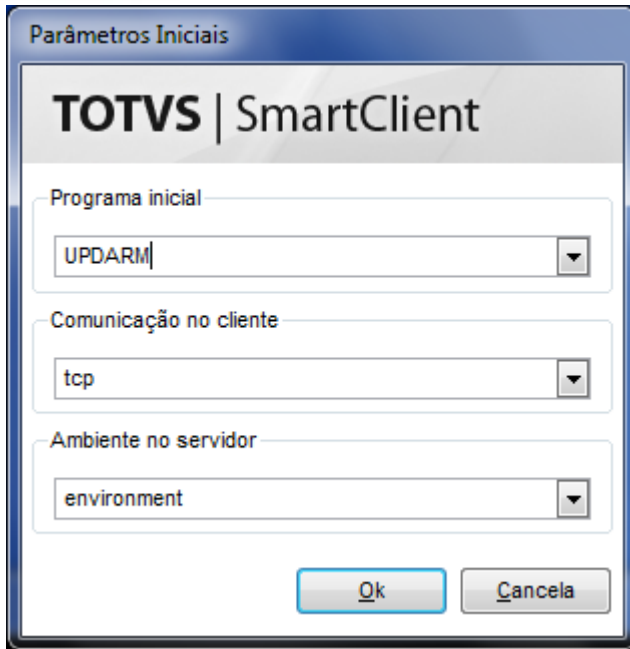 Parâmetros Iniciais
TOTVS | SmartClient
Programa inicial
UPDARM
Comunicação no cliente
tcp
Ambiente no servidor
environment
Ok
Cancela